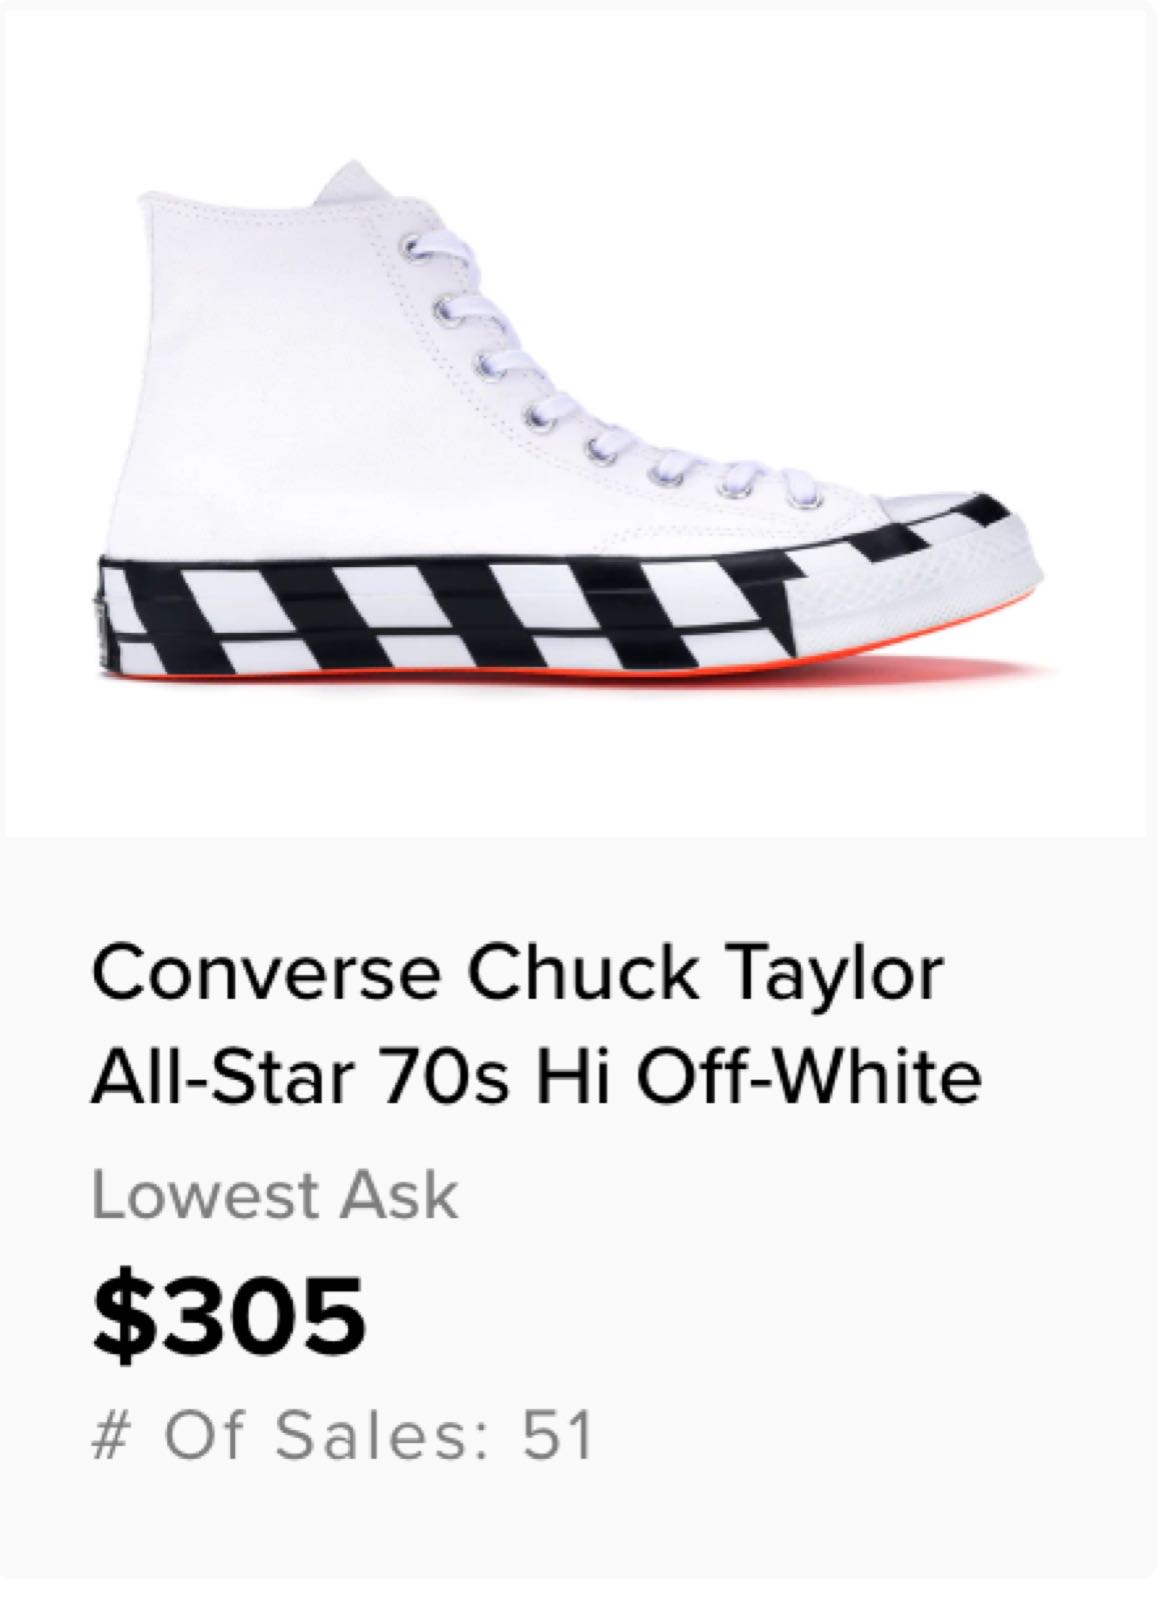 Converse Chuck Taylor
All-Star 70s Hi Off-White
Lowest Ask
$305
# Of Sales: 51